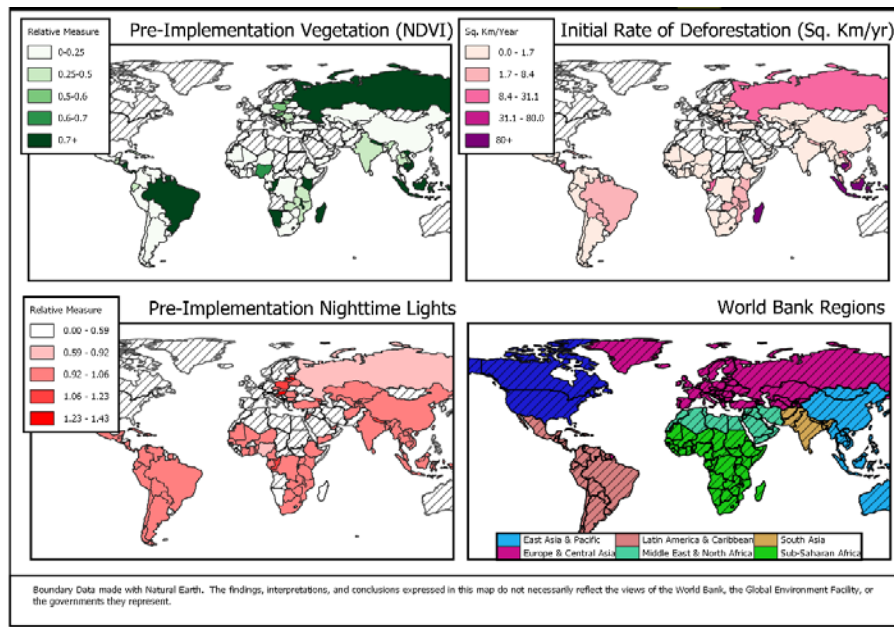 Pre-Implementation Vegetation (NDVI)
Relative Measure
0-0.25
0.25-0.5
0.5-0.6
0.6-0.7
0.7+
Initial Rate of Deforestation (Sq. Km/yr)
Sq. Km/Year
0.0 - 1.7
1.7 - 8.4
8.4 - 31.1
31.1 - 80.0
80+
Pre-Implementation Nighttime Lights
Relative Measure
0.00 - 0.59
0.59 - 0.92
0.92 - 1.06
1.06 - 1.23
1.23 - 1.43
World Bank Regions
East Asia & Pacific
Latin America & Caribbean
South Asia
Europe & Central Asia
Middle East & North Africa
Sub-Saharan Africa
Boundary Data made with Natural Earth. The findings, interpretations, and conclusions expressed in this map do not necessarily reflect the views of the World Bank, the Global Environment Facility, or
the governments they represent.